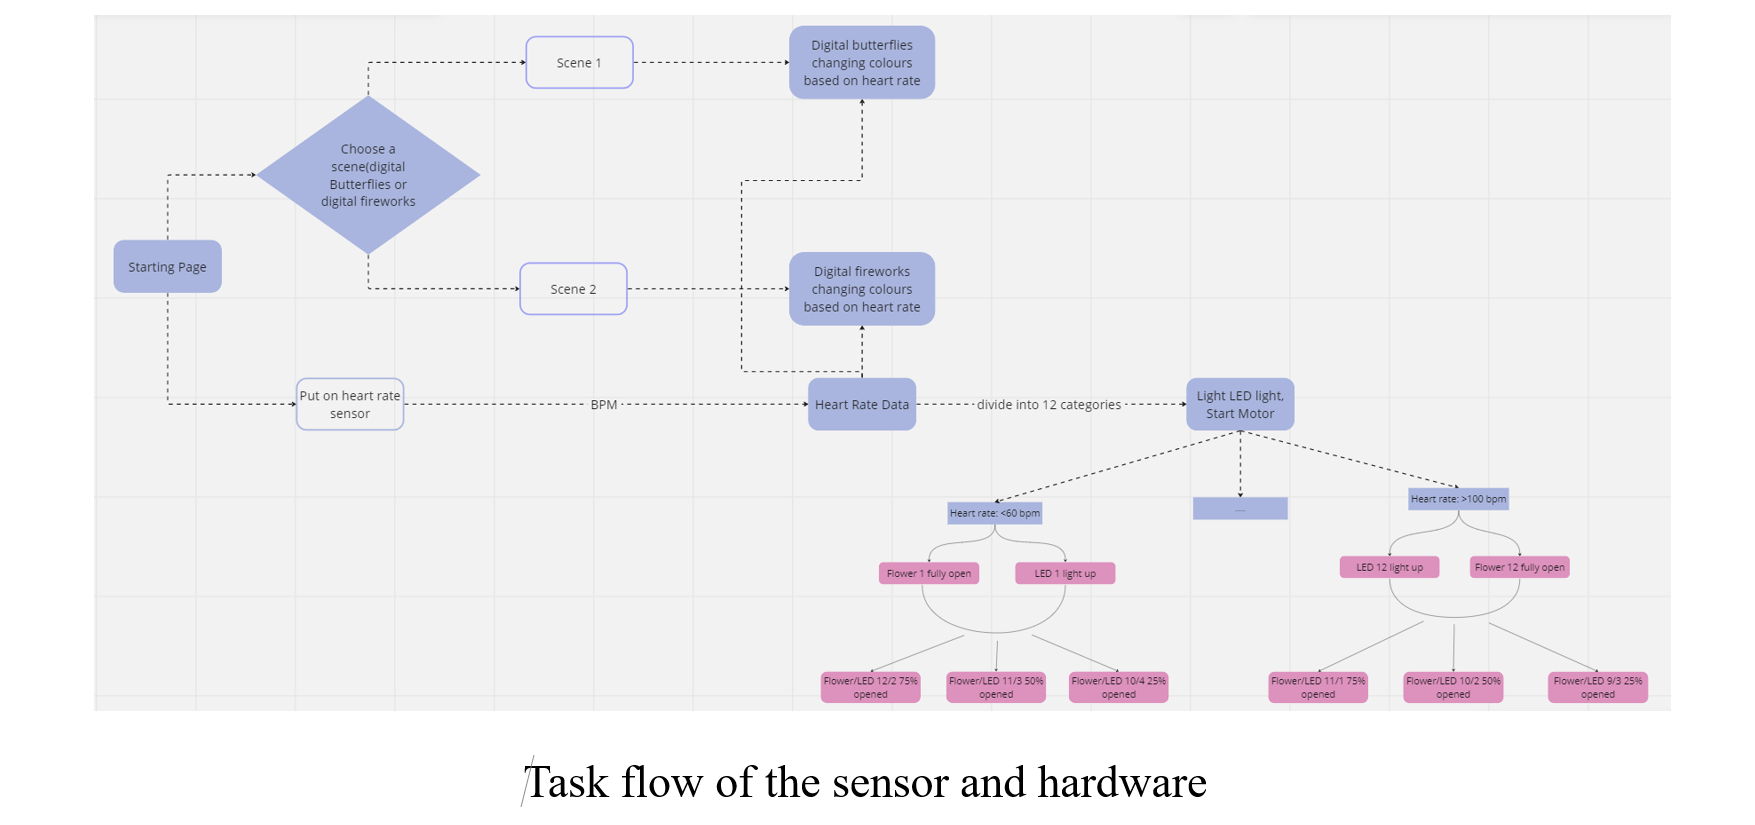 Scene 1
Digital butterflies
changing colours
based on heart rate
Choose a
scene(digital
Butterflies or
digital fireworks
Starting Page
Scene 2
Digital fireworks
changing colours
based on heart rate
Put on heart rate
sensor
BPM
Heart Rate Data
divide into 12 categories
Light LED light,
Start Motor
Heart rate: <60 bpm
Heart rate: >100 bpm
Flower 1 fully open
LED 1 light up
LED 12 light up
Flower 12 fully open
Flower/LED 12/2 75%
opened
Flower/LED 11/3 50%
opened
Flower/LED 10/4 25%
opened
Flower/LED 11/1 75%
opened
Flower/LED 10/2 50%
opened
Flower/LED 9/3 25%
opened
Task flow of the sensor and hardware